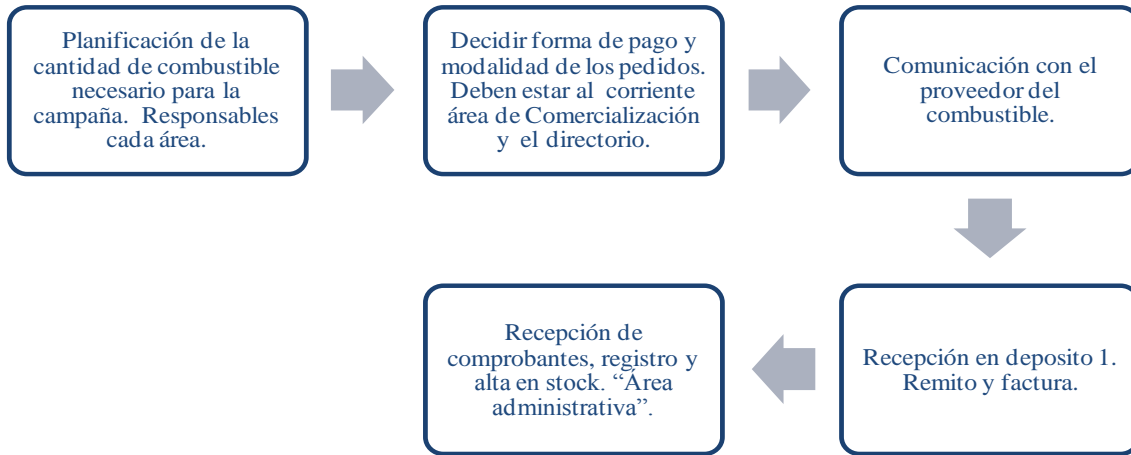 Planificación de la
cantidad de combustible
necesario para la
campaña. Responsables
cada área.
Decidir forma de pago y
modalidad de los pedidos.
Deben estar al corriente
área de Comercialización
y el directorio.
Comunicación con el
proveedor del
combustible.
Recepción en deposito 1.
Remito y factura.
Recepción de
comprobantes, registro y
alta en stock. “Área
administrativa”.